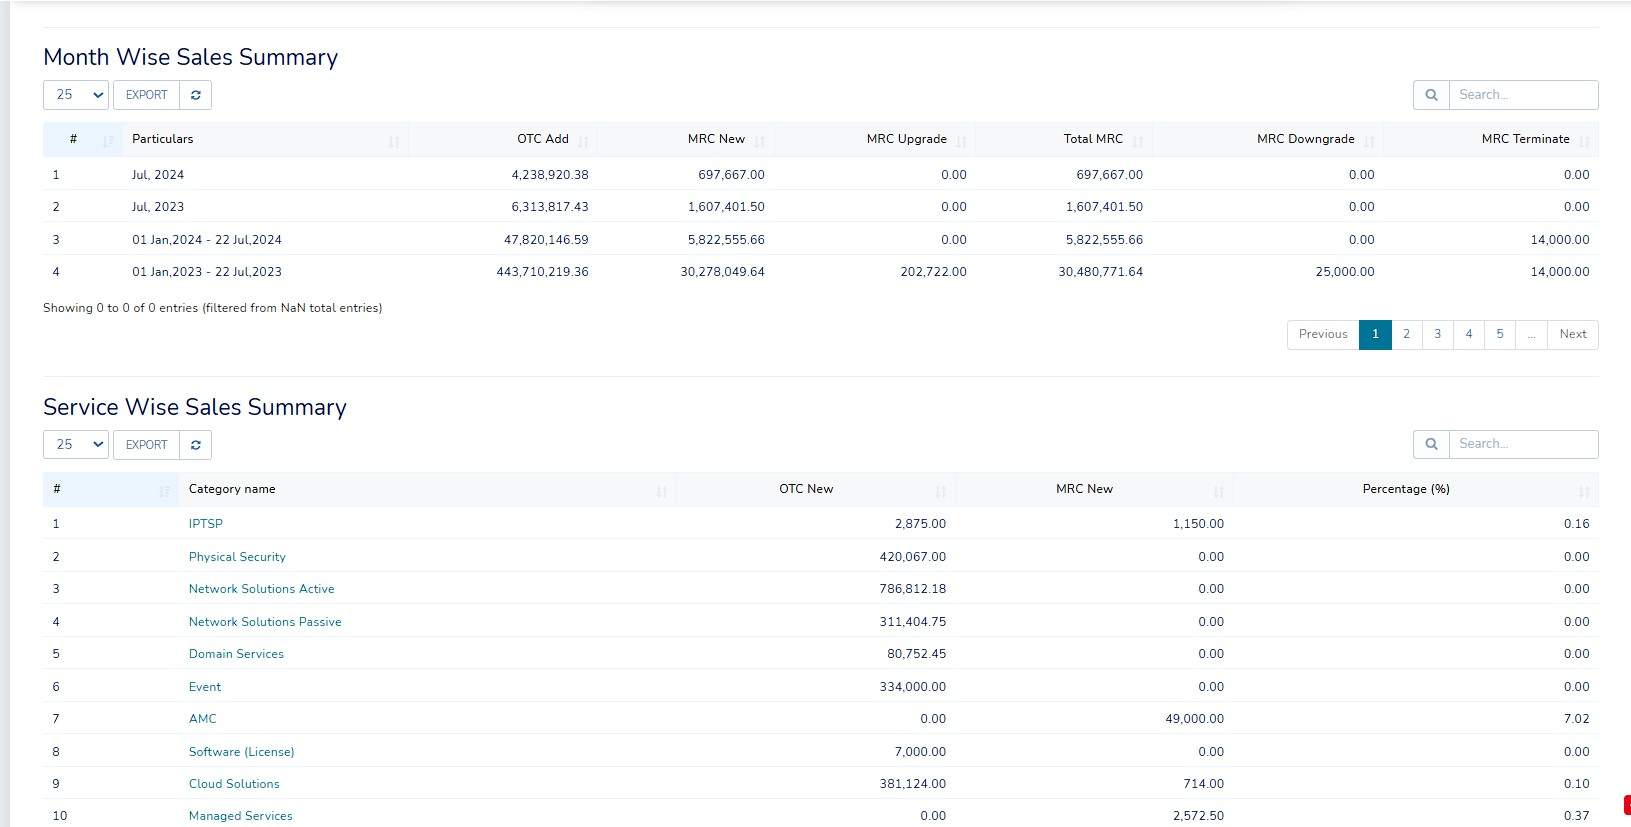 Month Wise Sales Summary
25 EXPORT Search...
# Particulars OTC Add MRC New MRC Upgrade Total MRC MRC Downgrade MRC Terminate
1 Jul, 2024 4,238,920.38 697,667.00 0.00 697,667.00 0.00 0.00
2 Jul, 2023 6,313,817.43 1,607,401.50 0.00 1,607,401.50 0.00 0.00
3 01 Jan,2024 - 22 Jul,2024 47,820,146.59 5,822,555.66 0.00 5,822,555.66 0.00 14,000.00
4 01 Jan,2023 - 22 Jul,2023 443,710,219.36 30,278,049.64 202,722.00 30,480,771.64 25,000.00 14,000.00
Showing 0 to 0 of 0 entries (filtered from NaN total entries)
Previous 1 2 3 4 5 ... Next
Service Wise Sales Summary
25 EXPORT Search...
# Category name OTC New MRC New Percentage (%)
1 IPTSP 2,875.00 1,150.00 0.16
2 Physical Security 420,067.00 0.00 0.00
3 Network Solutions Active 786,812.18 0.00 0.00
4 Network Solutions Passive 311,404.75 0.00 0.00
5 Domain Services 80,752.45 0.00 0.00
6 Event 334,000.00 0.00 0.00
7 AMC 0.00 49,000.00 7.02
8 Software (License) 7,000.00 0.00 0.00
9 Cloud Solutions 381,124.00 714.00 0.10
10 Managed Services 0.00 2,572.50 0.37